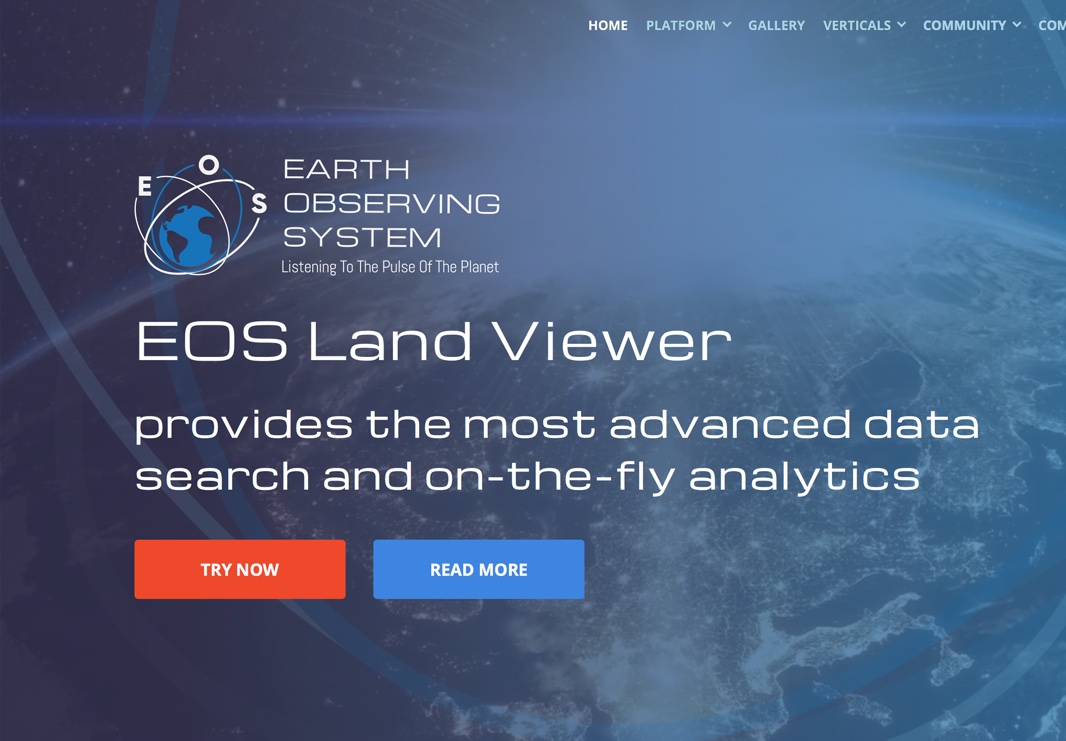 HOME PLATFORM GALLERY VERTICALS COMMUNITY
E O S
EARTH
OBSERVING
SYSTEM
Listening To The Pulse Of The Planet
EOS Land Viewer
provides the most advanced data
search and on-the-fly analytics
TRY NOW READ MORE